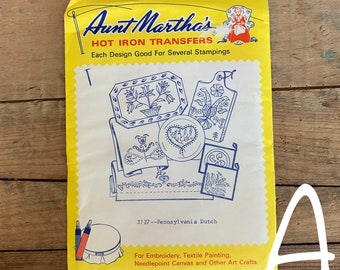 Aunt Martha's
HOT IRON TRANSFERS
Each Design Good For Several Stampings
3727--Pennsylvania Dutch
For Embroidery, Textile Painting,
Needlepoint Canvas and Other Art Crafts
A